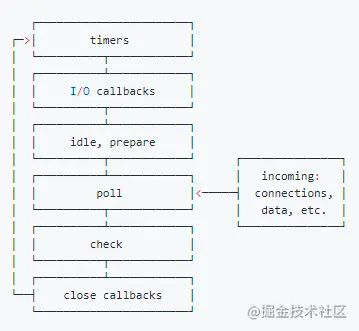 timers
I/O callbacks
idle, prepare
poll
incoming:
connections,
data, etc.
check
close callbacks
@掘金技术社区